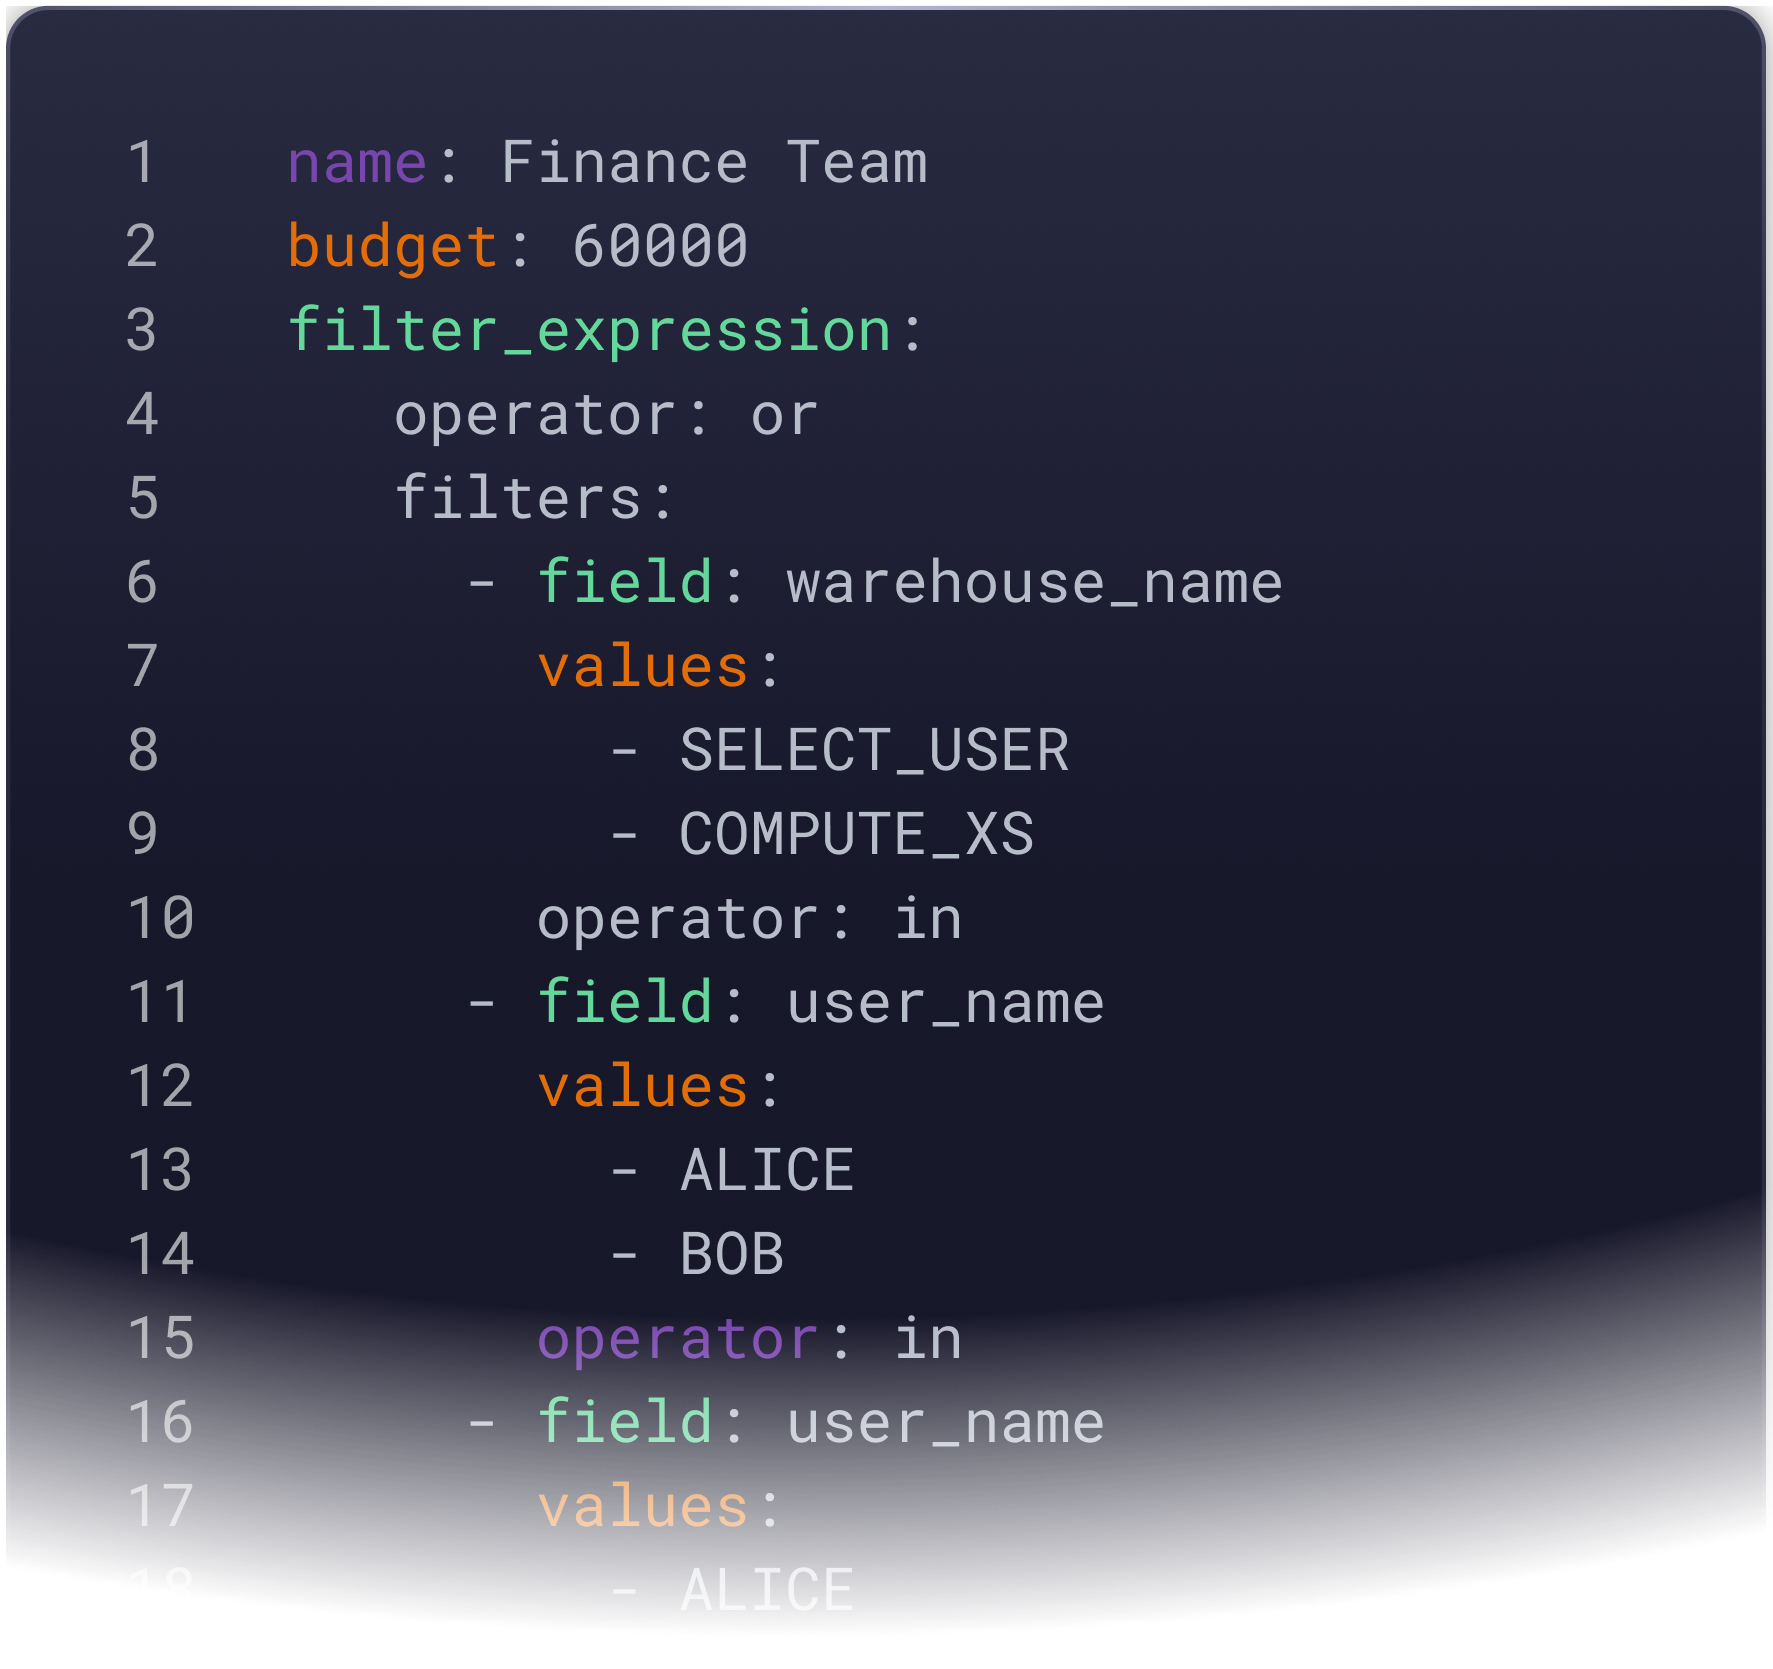 1 name: Finance Team
2 budget: 60000
3 filter_expression:
4 operator: or
5 filters:
6 - field: warehouse_name
7 values:
8 - SELECT_USER
9 - COMPUTE_XS
10 operator: in
11 - field: user_name
12 values:
13 - ALICE
14 - BOB
15 operator: in
16 - field: user_name
17 values:
18 - ALICE